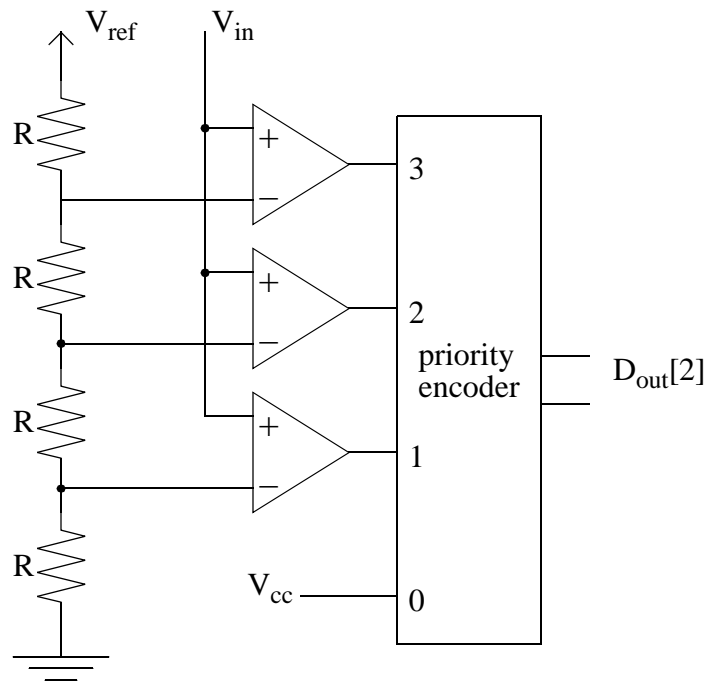 V_ref
V_in
R
+
−
3
R
+
−
2
priority
encoder
D_out[2]
R
+
−
1
R
V_cc
0